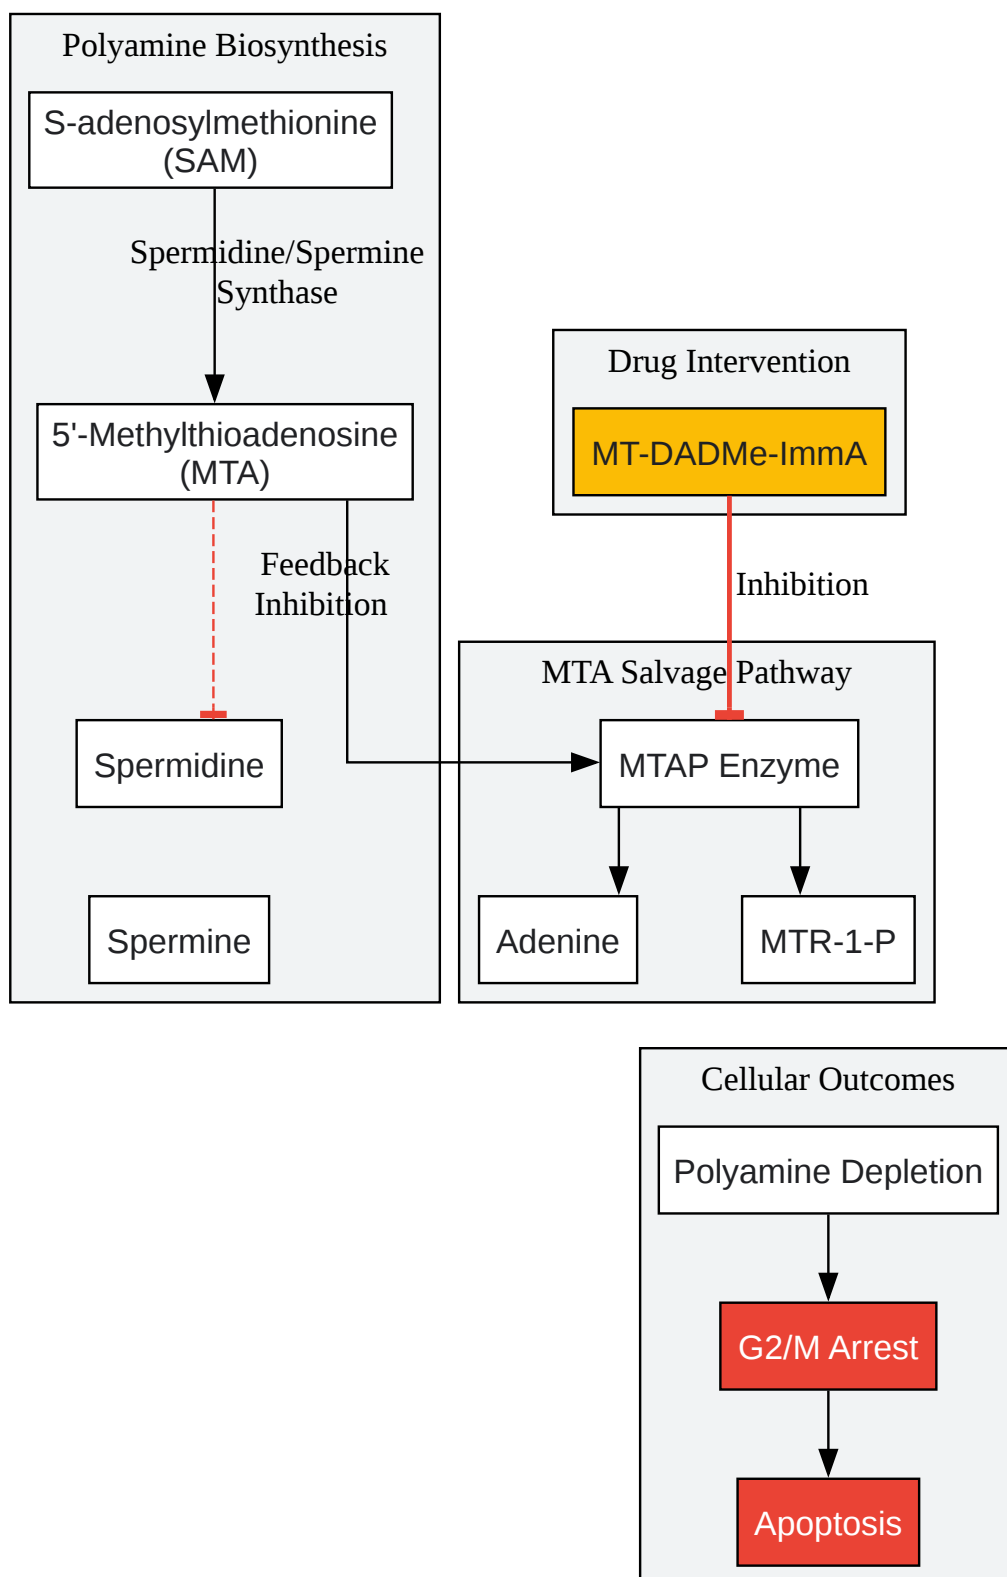 Polyamine Biosynthesis
S-adenosylmethionine
(SAM)
Spermidine/Spermine
Synthase
5'-Methylthioadenosine
(MTA)
Feedback
Inhibition
Spermidine
Spermine
Drug Intervention
MT-DADMe-ImmA
Inhibition
MTA Salvage Pathway
MTAP Enzyme
Adenine
MTR-1-P
Cellular Outcomes
Polyamine Depletion
G2/M Arrest
Apoptosis